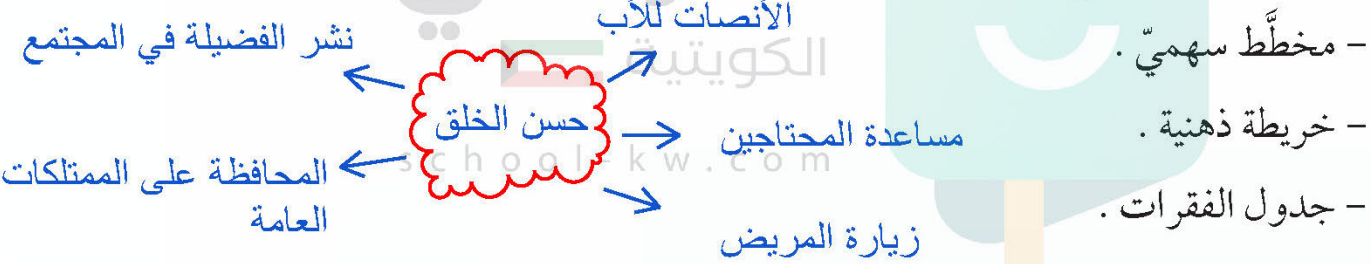 – مخطَّط سهميّ .
– خريطة ذهنية .
– جدول الفقرات .
الأنصات للأب
نشر الفضيلة في المجتمع
حسن الخلق
مساعدة المحتاجين
المحافظة على الممتلكات
العامة
زيارة المريض
الكويتية
school-kw.com